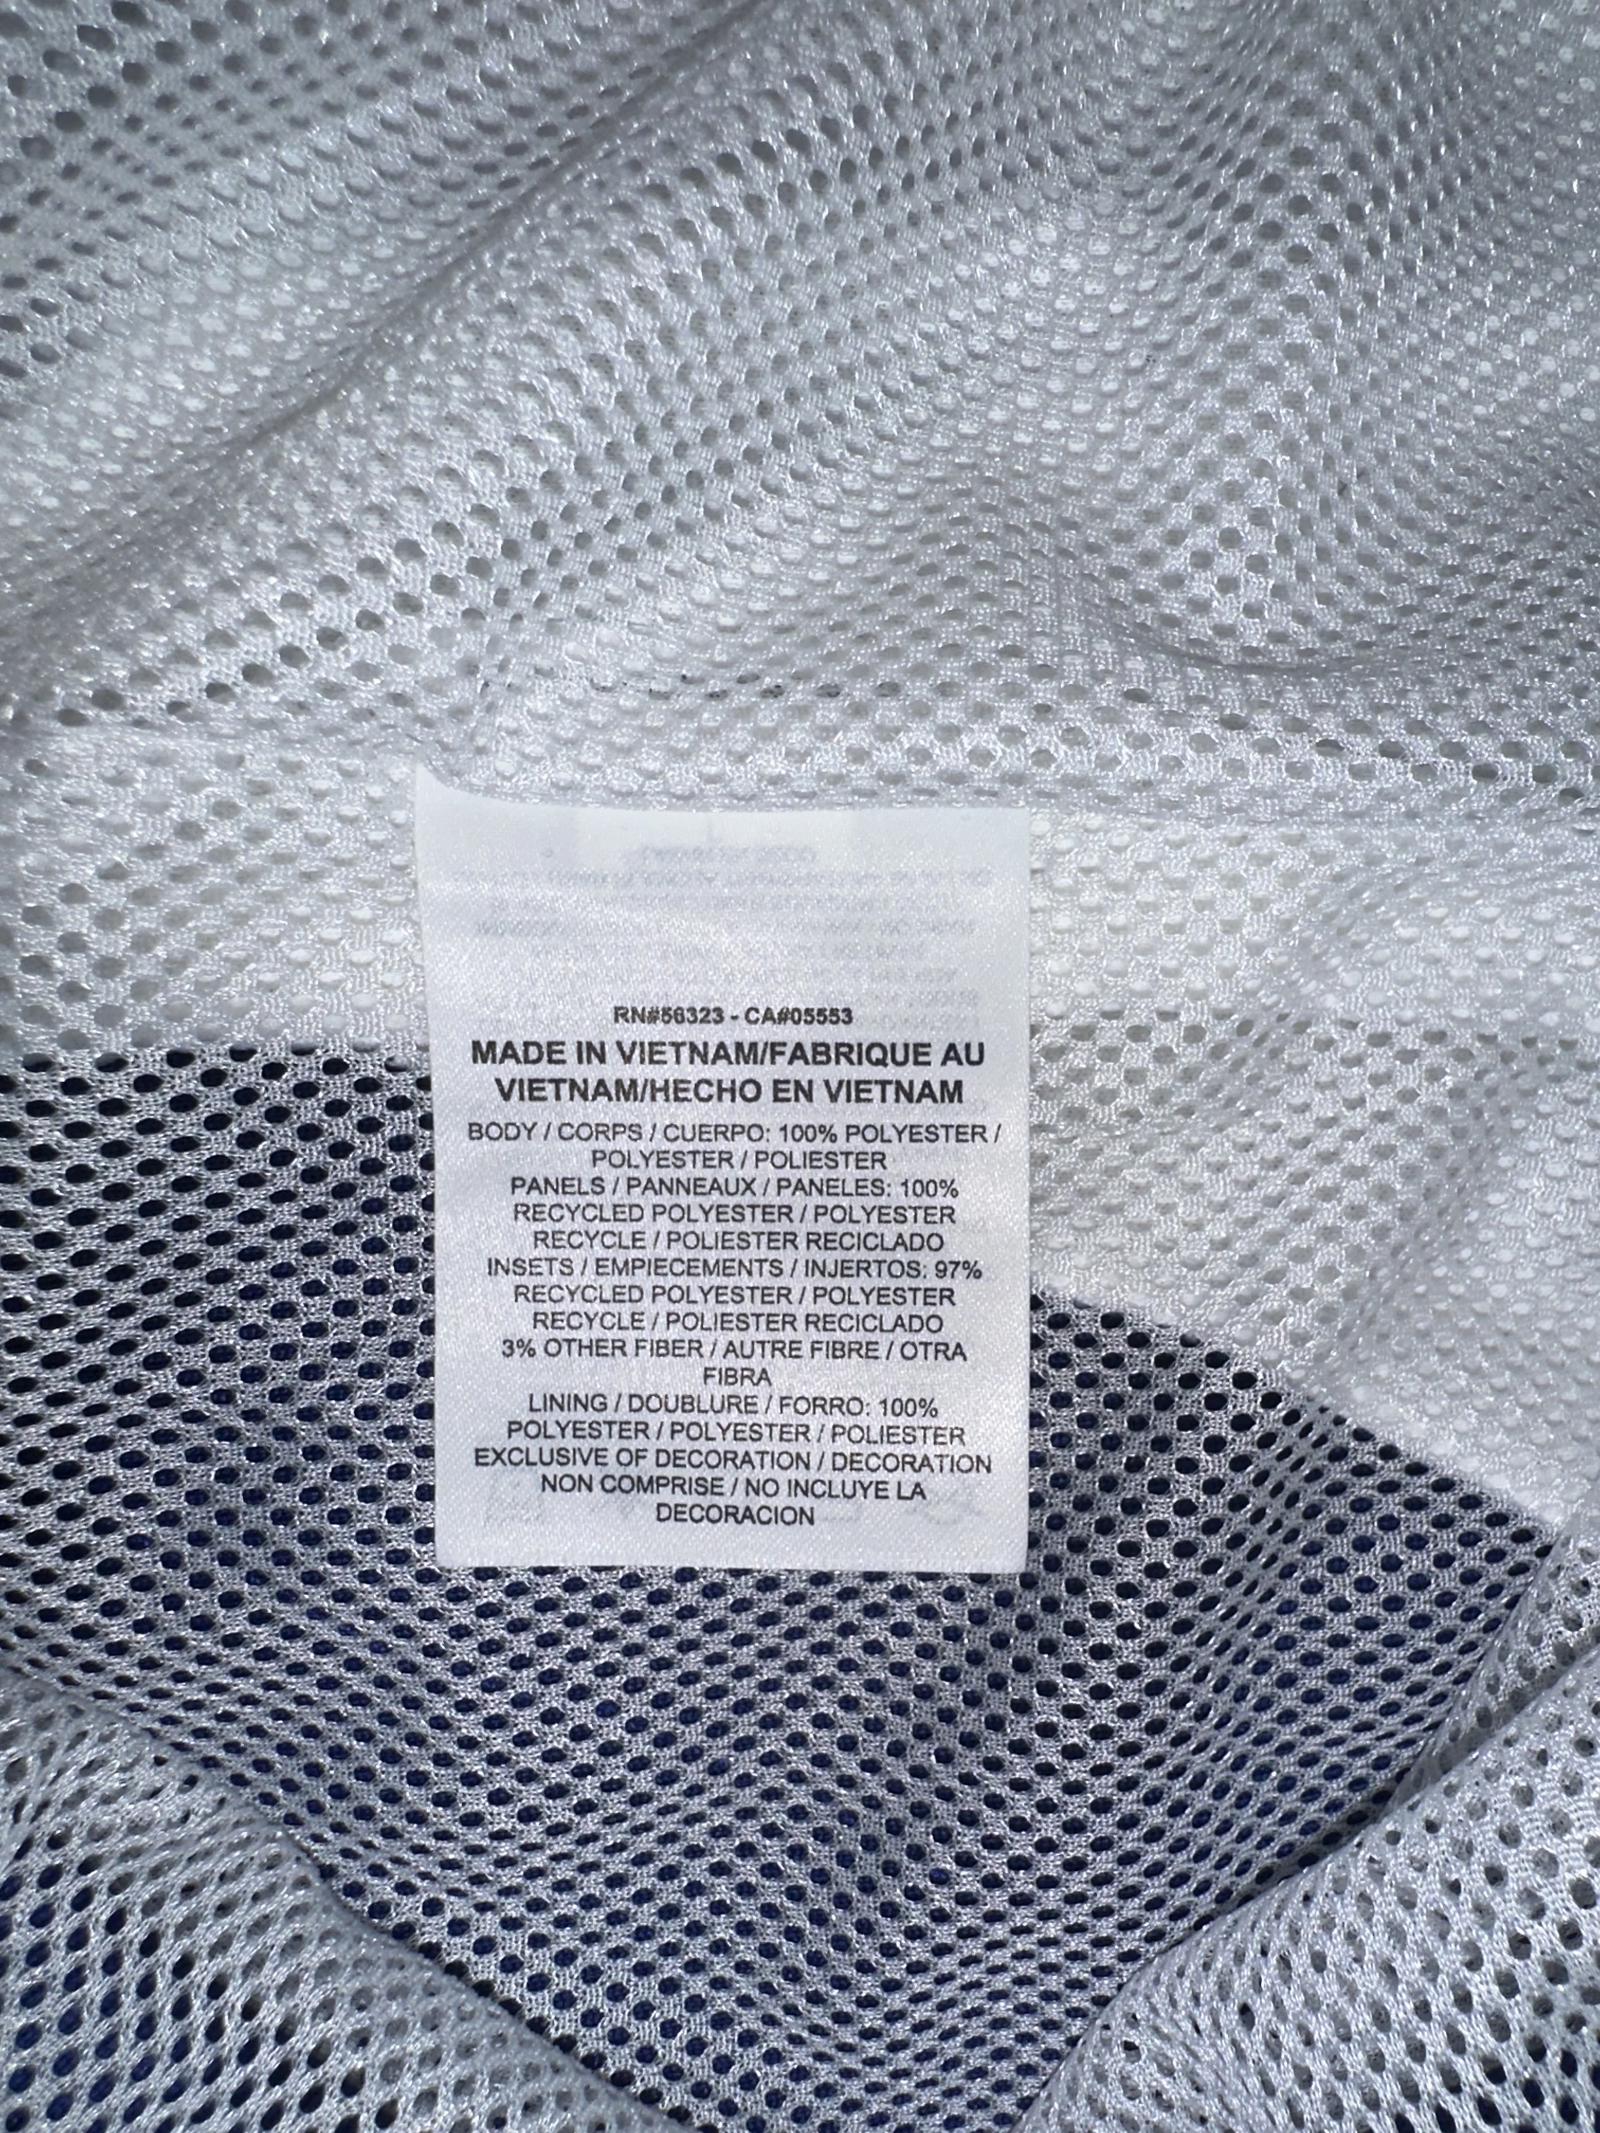 RN#56323 - CA#05553
MADE IN VIETNAM/FABRIQUE AU
VIETNAM/HECHO EN VIETNAM
BODY / CORPS / CUERPO: 100% POLYESTER /
POLYESTER / POLIESTER
PANELS / PANNEAUX / PANELES: 100%
RECYCLED POLYESTER / POLYESTER
RECYCLE / POLIESTER RECICLADO
INSETS / EMPIECEMENTS / INJERTOS: 97%
RECYCLED POLYESTER / POLYESTER
RECYCLE / POLIESTER RECICLADO
3% OTHER FIBER / AUTRE FIBRE / OTRA
FIBRA
LINING / DOUBLURE / FORRO: 100%
POLYESTER / POLYESTER / POLIESTER
EXCLUSIVE OF DECORATION / DECORATION
NON COMPRISE / NO INCLUYE LA
DECORACION